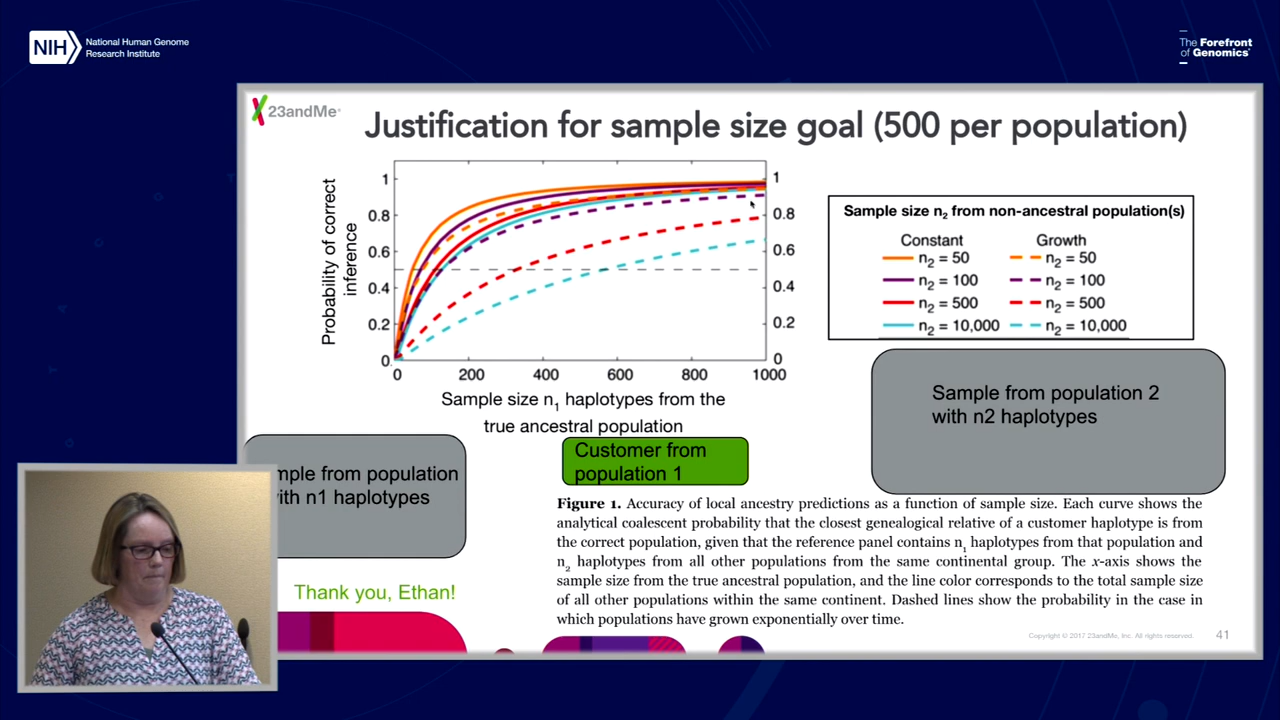 NIH
National Human Genome
Research Institute
The Forefront
of Genomics®
23andMe®
Justification for sample size goal (500 per population)
Probability of correct
inference
1
0.8
0.6
0.4
0.2
0
1
0.8
0.6
0.4
0.2
0
0
200
400
600
800
1000
Sample size n1 haplotypes from the
true ancestral population
Sample size n2 from non-ancestral population(s)
Constant
Growth
n2 = 50
n2 = 50
n2 = 100
n2 = 100
n2 = 500
n2 = 500
n2 = 10,000
n2 = 10,000
Sample from population 2
with n2 haplotypes
mple from population
ith n1 haplotypes
Customer from
population 1
Figure 1. Accuracy of local ancestry predictions as a function of sample size. Each curve shows the
analytical coalescent probability that the closest genealogical relative of a customer haplotype is from
the correct population, given that the reference panel contains n1 haplotypes from that population and
n2 haplotypes from all other populations from the same continental group. The x-axis shows the
sample size from the true ancestral population, and the line color corresponds to the total sample size
of all other populations within the same continent. Dashed lines show the probability in the case in
which populations have grown exponentially over time.
Thank you, Ethan!
Copyright © 2017 23andMe, Inc. All rights reserved.
41